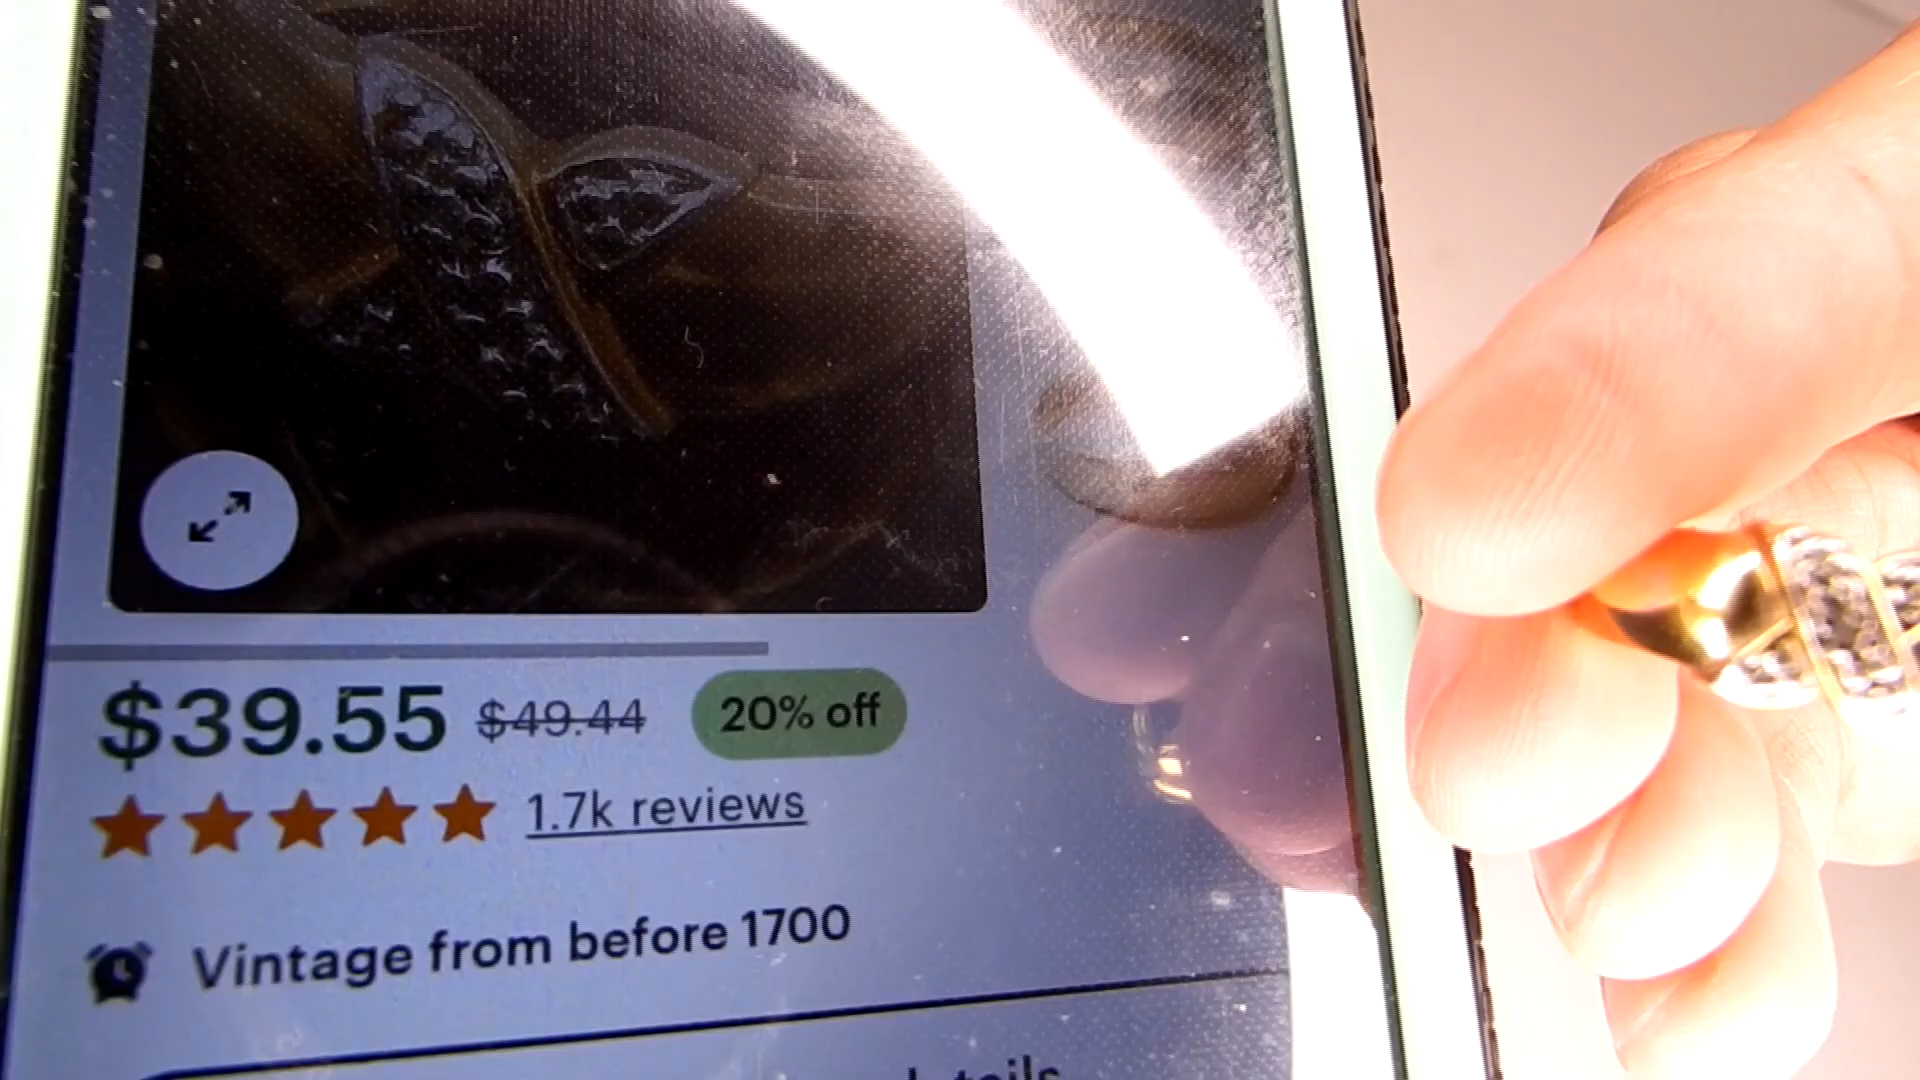 $39.55 $49.44 20% off
1.7k reviews
Vintage from before 1700